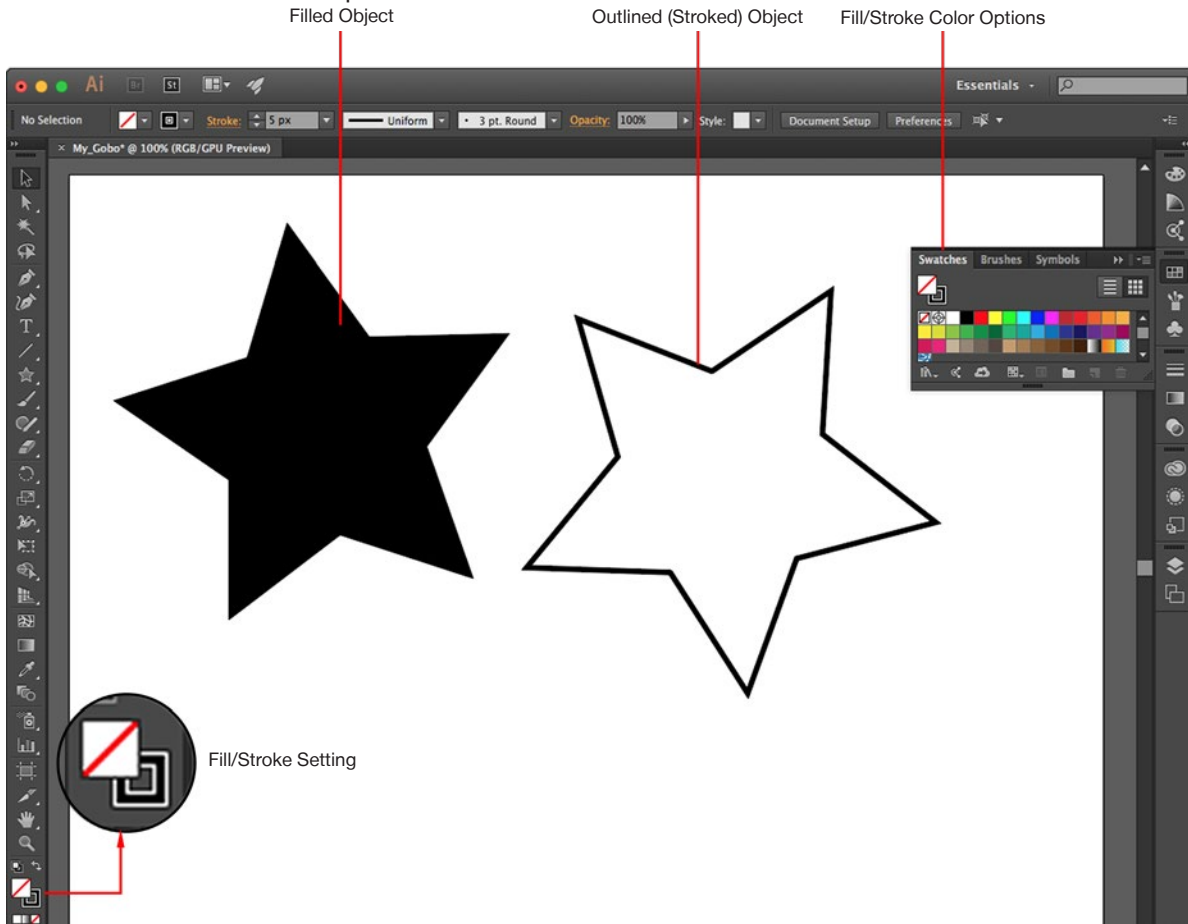 Filled Object
Outlined (Stroked) Object
Fill/Stroke Color Options
Ai Br St Essentials
No Selection Stroke: 5 px Uniform 3 pt. Round Opacity: 100% Style: Document Setup Preferences
× My_Gobo* @ 100% (RGB/GPU Preview)
Swatches Brushes Symbols
T
Fill/Stroke Setting